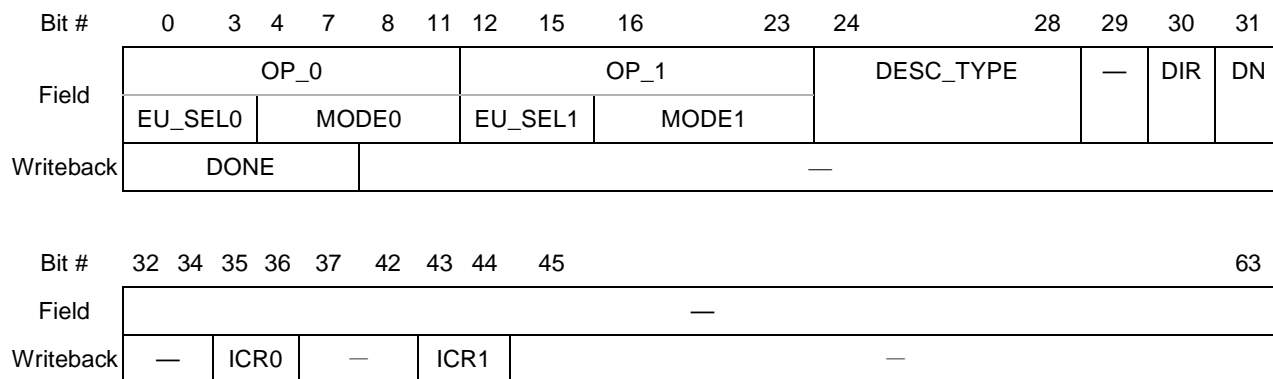 Bit # 0 3 4 7 8 11 12 15 16 23 24 28 29 30 31
Field OP_0 OP_1 DESC_TYPE — DIR DN
EU_SEL0 MODE0 EU_SEL1 MODE1
Writeback DONE —
Bit # 32 34 35 36 37 42 43 44 45 63
Field —
Writeback — ICR0 — ICR1 —